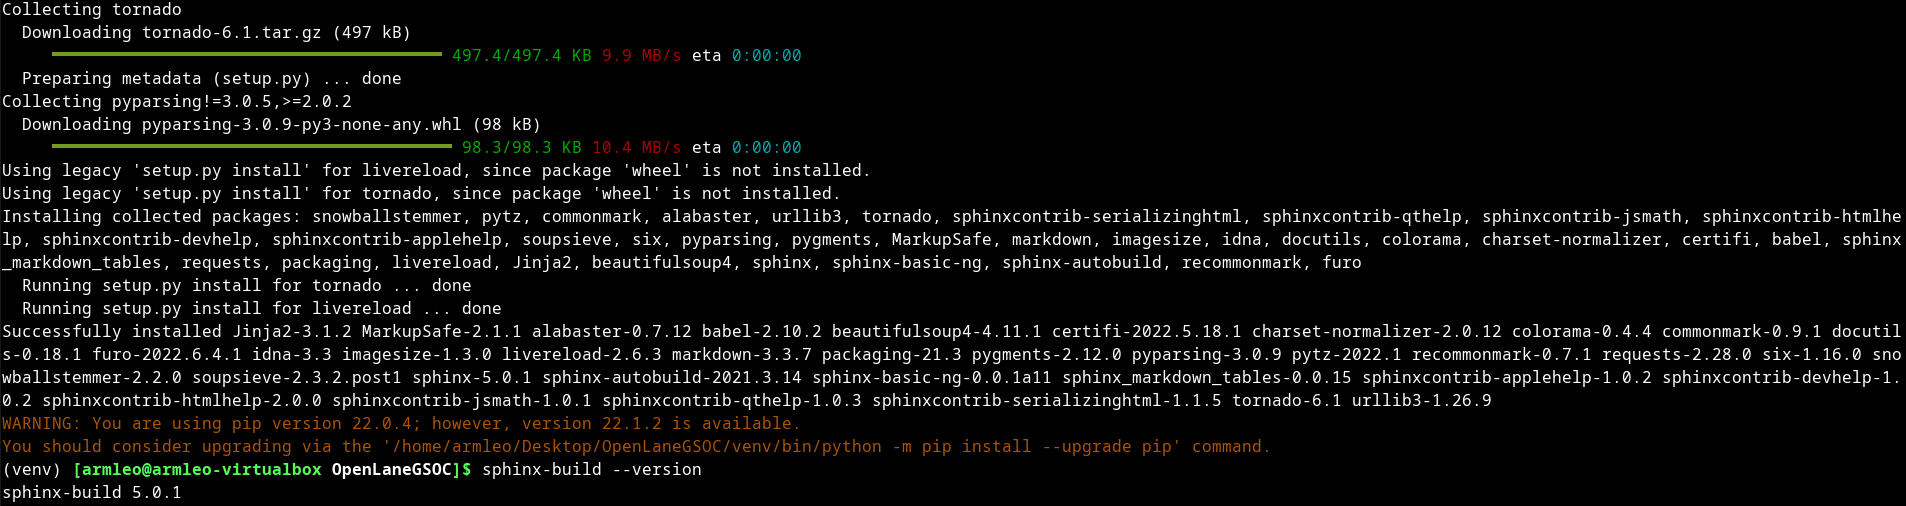 Collecting tornado
  Downloading tornado-6.1.tar.gz (497 kB)
     497.4/497.4 KB 9.9 MB/s eta 0:00:00
  Preparing metadata (setup.py) ... done
Collecting pyparsing!=3.0.5,>=2.0.2
  Downloading pyparsing-3.0.9-py3-none-any.whl (98 kB)
     98.3/98.3 KB 10.4 MB/s eta 0:00:00
Using legacy 'setup.py install' for livereload, since package 'wheel' is not installed.
Using legacy 'setup.py install' for tornado, since package 'wheel' is not installed.
Installing collected packages: snowballstemmer, pytz, commonmark, alabaster, urllib3, tornado, sphinxcontrib-serializinghtml, sphinxcontrib-qthelp, sphinxcontrib-jsmath, sphinxcontrib-htmlhe
lp, sphinxcontrib-devhelp, sphinxcontrib-applehelp, soupsieve, six, pyparsing, pygments, MarkupSafe, markdown, imagesize, idna, docutils, colorama, charset-normalizer, certifi, babel, sphinx
_markdown_tables, requests, packaging, livereload, Jinja2, beautifulsoup4, sphinx, sphinx-basic-ng, sphinx-autobuild, recommonmark, furo
  Running setup.py install for tornado ... done
  Running setup.py install for livereload ... done
Successfully installed Jinja2-3.1.2 MarkupSafe-2.1.1 alabaster-0.7.12 babel-2.10.2 beautifulsoup4-4.11.1 certifi-2022.5.18.1 charset-normalizer-2.0.12 colorama-0.4.4 commonmark-0.9.1 docutil
s-0.18.1 furo-2022.6.4.1 idna-3.3 imagesize-1.3.0 livereload-2.6.3 markdown-3.3.7 packaging-21.3 pygments-2.12.0 pyparsing-3.0.9 pytz-2022.1 recommonmark-0.7.1 requests-2.28.0 six-1.16.0 sno
wballstemmer-2.2.0 soupsieve-2.3.2.post1 sphinx-5.0.1 sphinx-autobuild-2021.3.14 sphinx-basic-ng-0.0.1a11 sphinx_markdown_tables-0.0.15 sphinxcontrib-applehelp-1.0.2 sphinxcontrib-devhelp-1.
0.2 sphinxcontrib-htmlhelp-2.0.0 sphinxcontrib-jsmath-1.0.1 sphinxcontrib-qthelp-1.0.3 sphinxcontrib-serializinghtml-1.1.5 tornado-6.1 urllib3-1.26.9
WARNING: You are using pip version 22.0.4; however, version 22.1.2 is available.
You should consider upgrading via the '/home/armleo/Desktop/OpenLaneGSOC/venv/bin/python -m pip install --upgrade pip' command.
(venv) [armleo@armleo-virtualbox OpenLaneGSOC]$ sphinx-build --version
sphinx-build 5.0.1